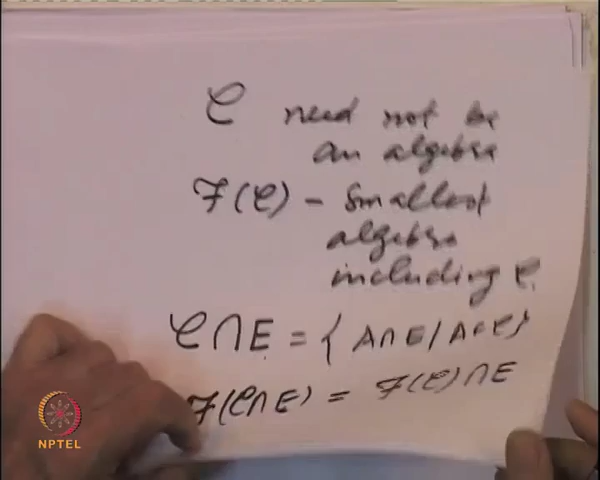 C need not be
an algebra
F(C) - Smallest
algebra
including C.
C∩E = { A∩E / A∈C }
F(C∩E) = F(C)∩E
NPTEL